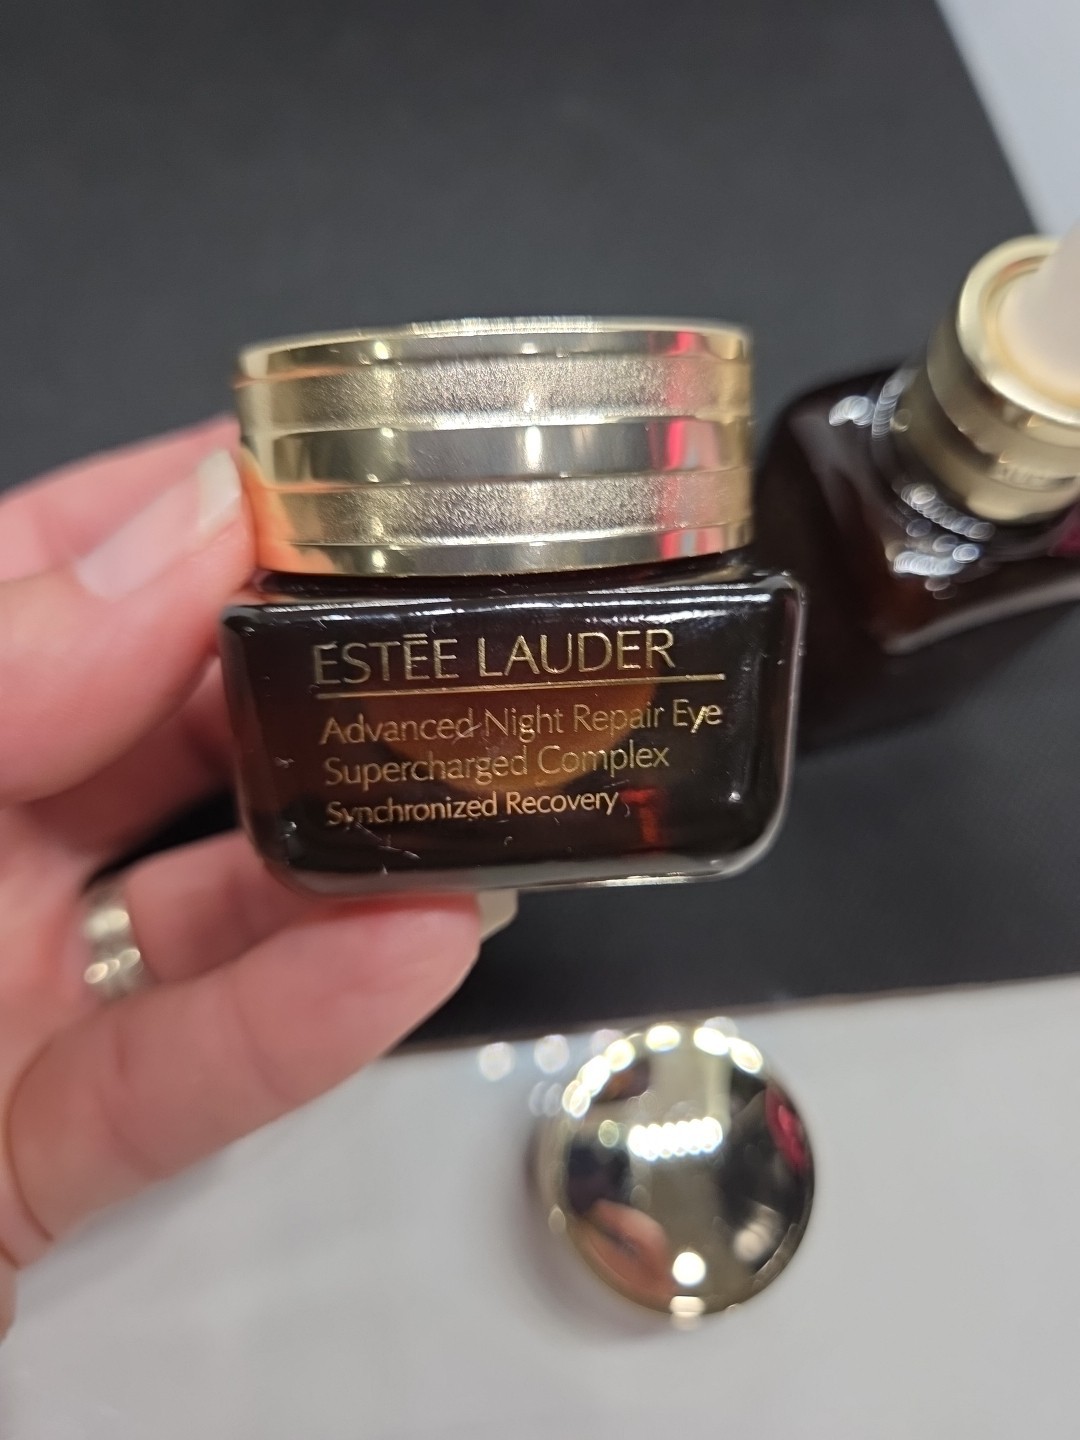 ESTĒE LAUDER
Advanced Night Repair Eye
Supercharged Complex
Synchronized Recovery